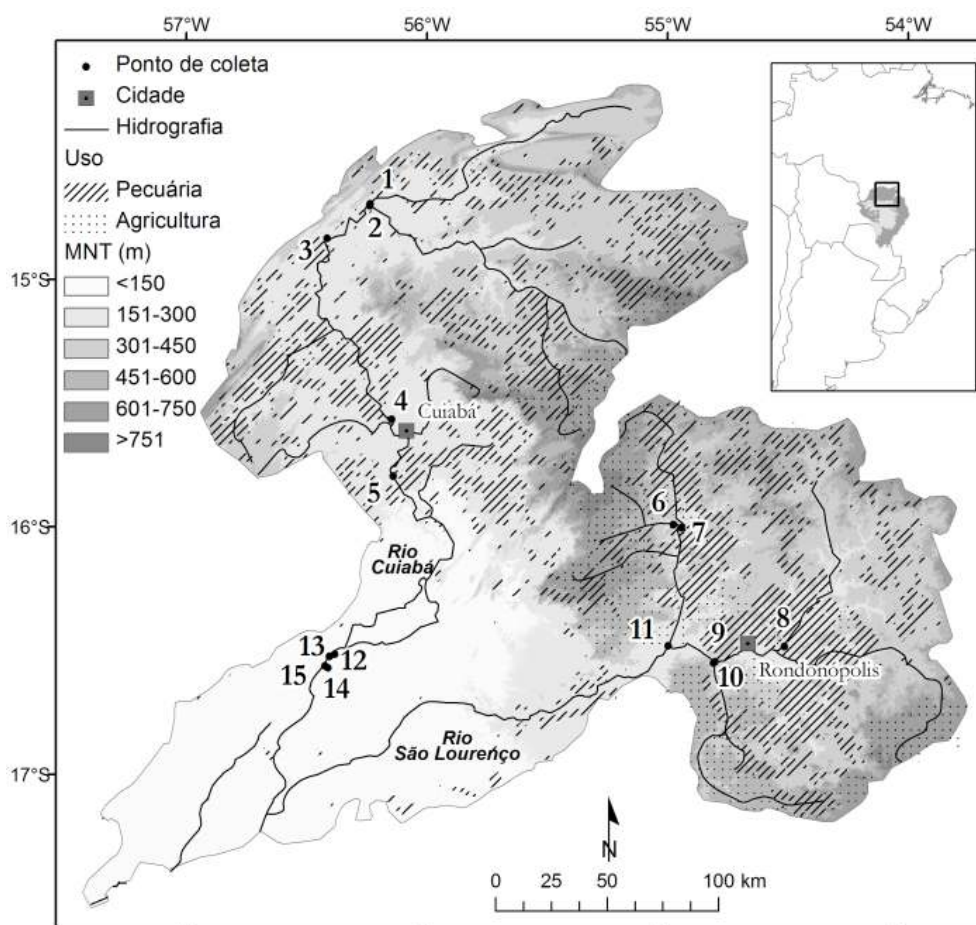 57°W 56°W 55°W 54°W
Ponto de coleta
Cidade
Hidrografia
Uso
Pecuária
Agricultura
MNT (m)
<150
151-300
301-450
451-600
601-750
>751
15°S
16°S
17°S
1
2
3
4
Cuiabá
5
6
7
Rio
Cuiabá
8
9
11
Rondonópolis
10
13
12
15
14
Rio
São Lourenço
N
0 25 50 100 km